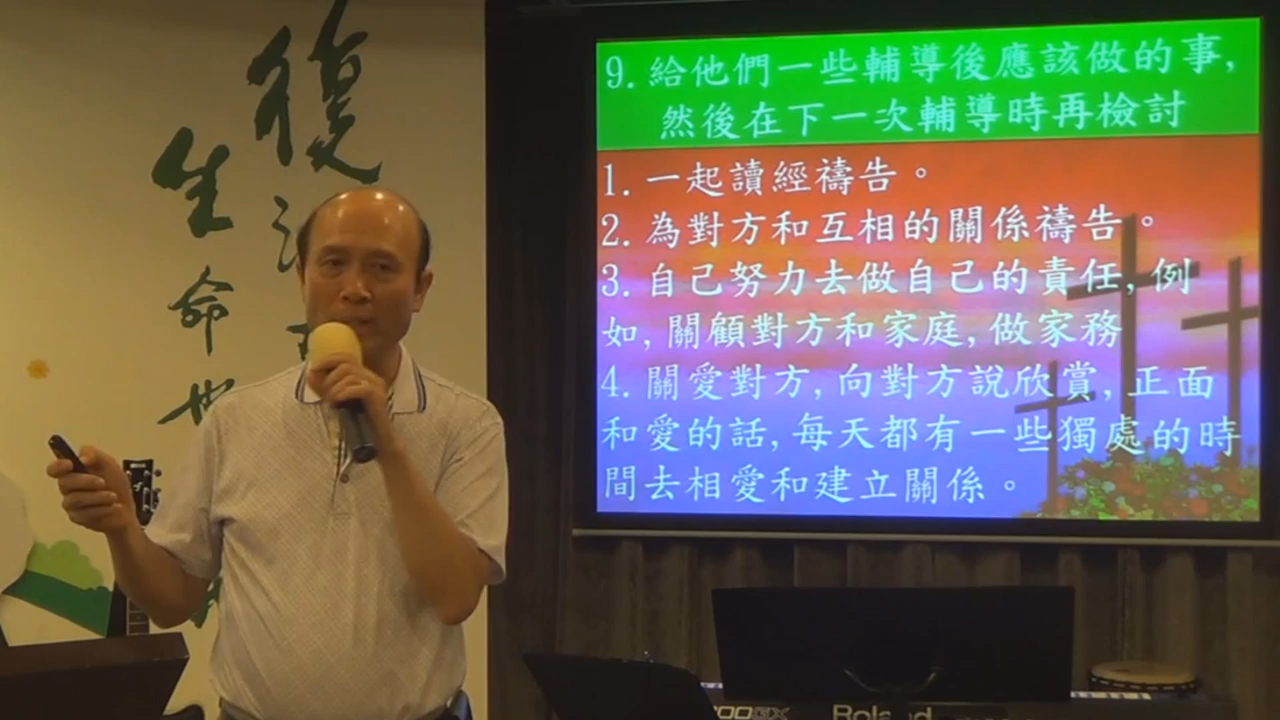 復活
生命
9. 給他們一些輔導後應該做的事,
然後在下一次輔導時再檢討
1. 一起讀經禱告。
2. 為對方和互相的關係禱告。
3. 自己努力去做自己的責任, 例
如, 關顧對方和家庭, 做家務
4. 關愛對方, 向對方說欣賞, 正面
和愛的話, 每天都有一些獨處的時
間去相愛和建立關係。
Roland